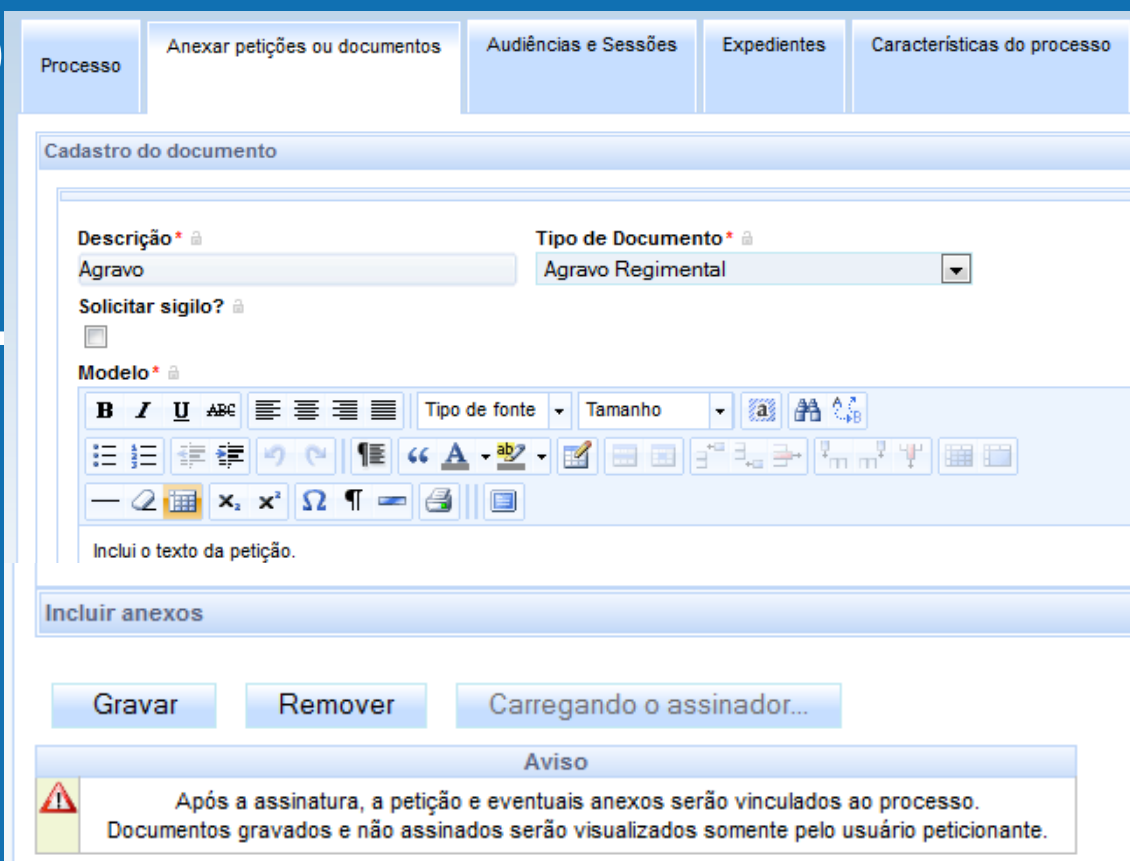 Processo
Anexar petições ou documentos
Audiências e Sessões
Expedientes
Características do processo
Cadastro do documento
Descrição*
Tipo de Documento*
Agravo
Agravo Regimental
Solicitar sigilo?
Modelo*
B I U ABC
Tipo de fonte
Tamanho
Inclui o texto da petição.
Incluir anexos
Gravar
Remover
Carregando o assinador...
Aviso
Após a assinatura, a petição e eventuais anexos serão vinculados ao processo.
Documentos gravados e não assinados serão visualizados somente pelo usuário peticionante.